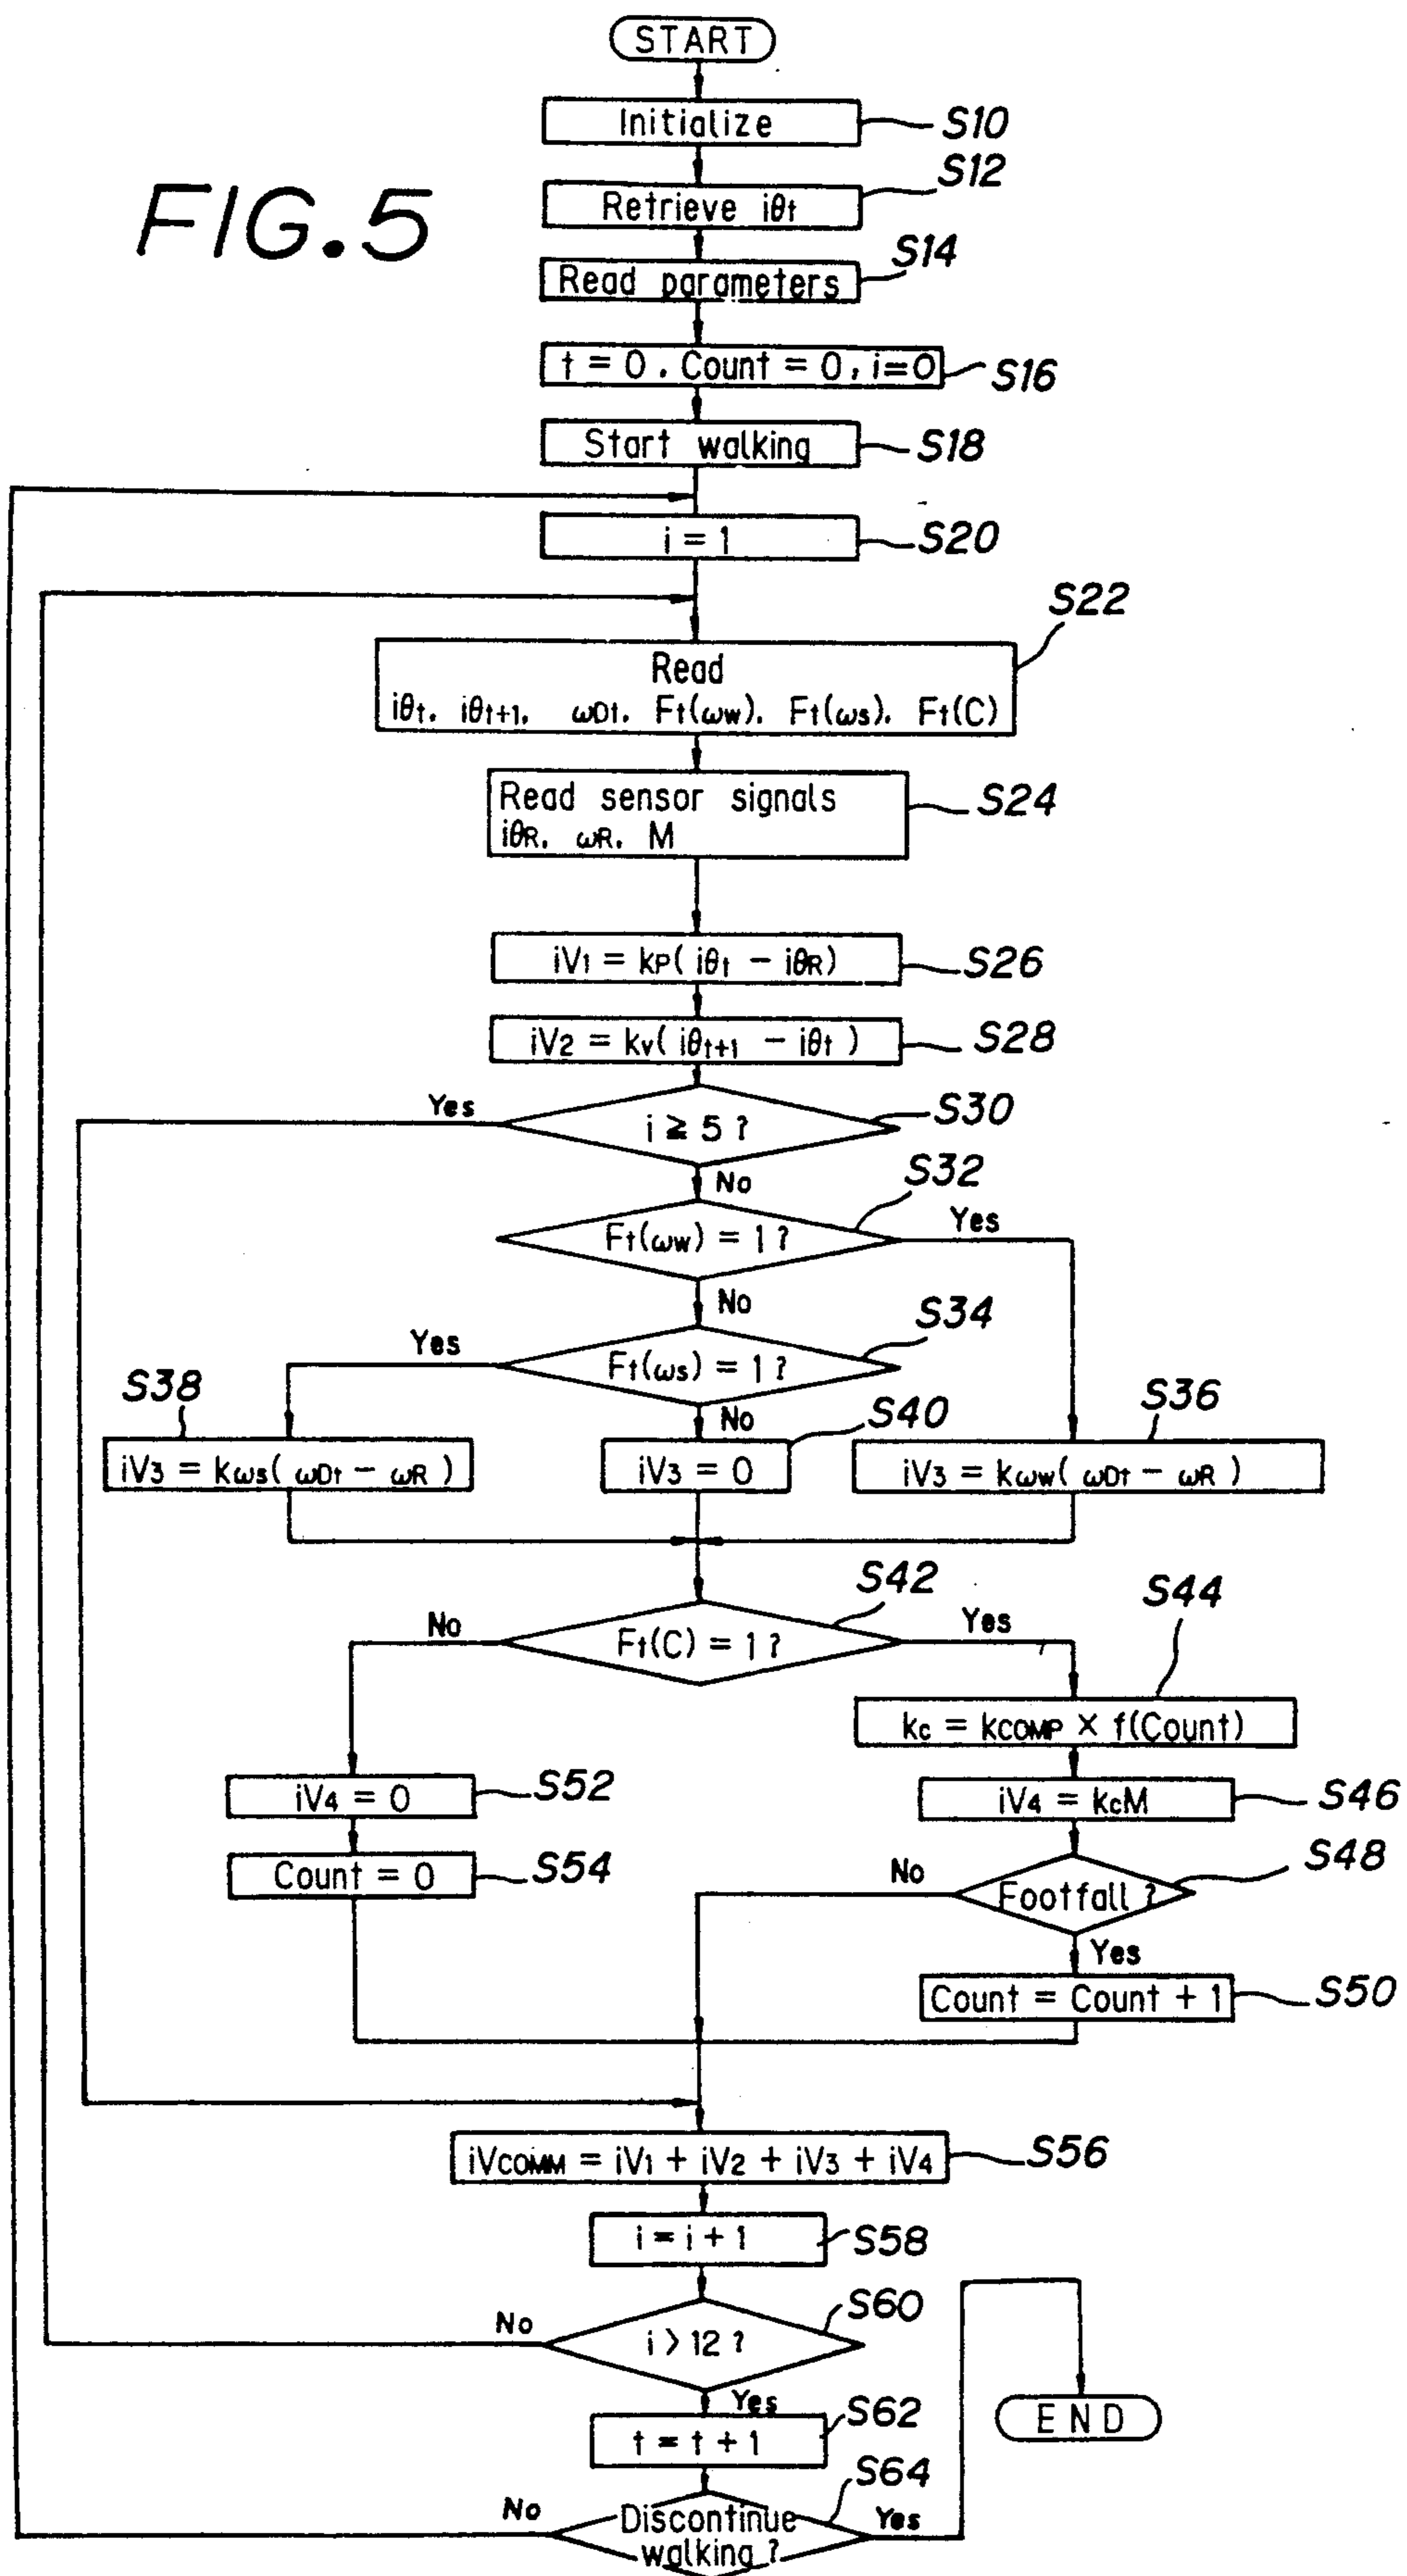 START
Initialize
S10
FIG.5
Retrieve iθt
S12
Read parameters
S14
t = 0 . Count = 0, i=0
S16
Start walking
S18
i = 1
S20
S22
Read
iθt. iθt+1. ωDt. Ft(ωw). Ft(ωs). Ft(C)
Read sensor signals
S24
iθR. ωR. M
iV1 = kP( iθt - iθR)
S26
iV2 = kv( iθt+1 - iθt )
S28
Yes
i ≧ 5 ?
S30
No
S32
Ft(ωw) = 1 ?
Yes
No
S34
Yes
Ft(ωs) = 1 ?
No
S38
S40
S36
iV3 = kωs( ωDt - ωR )
iV3 = 0
iV3 = kωw( ωDt - ωR )
S42
S44
No
Ft(C) = 1 ?
Yes
kc = kCOMP × f(Count)
iV4 = 0
S52
iV4 = kcM
S46
Count = 0
S54
No
Footfall ?
S48
Yes
Count = Count + 1
S50
iVCOMM = iV1 + iV2 + iV3 + iV4
S56
i = i + 1
S58
No
i > 12 ?
S60
Yes
t = t + 1
S62
END
S64
No
Discontinue
walking ?
Yes